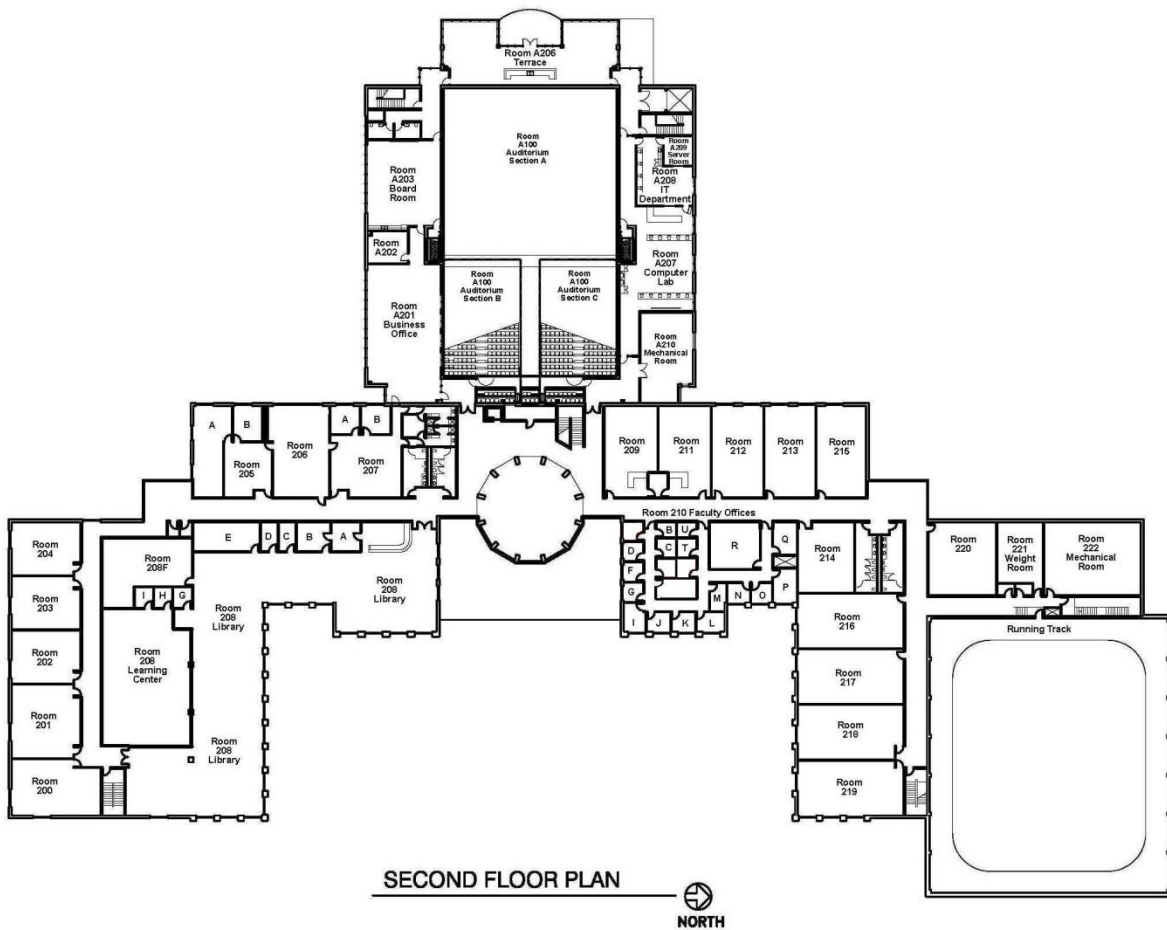 Room A206
Terrace
Room
A100
Auditorium
Section A
Room
A209
Server
Room
Room
A203
Board
Room
Room
A208
IT
Department
Room
A202
Room
A207
Computer
Lab
Room
A100
Auditorium
Section B
Room
A100
Auditorium
Section C
Room
A201
Business
Office
Room
A210
Mechanical
Room
A
B
A
B
Room
205
Room
206
Room
207
Room
209
Room
211
Room
212
Room
213
Room
215
Room 210 Faculty Offices
E
D
C
B
A
Room
204
Room
208F
I
H
G
Room
203
Room
208
Library
Room
208
Library
Room
202
Room
208
Learning
Center
Room
201
Room
208
Library
Room
200
B
U
C
T
D
F
G
I
J
K
L
M
N
O
P
Q
R
Room
214
Room
220
Room
221
Weight
Room
Room
222
Mechanical
Room
Room
216
Running Track
Room
217
Room
218
Room
219
SECOND FLOOR PLAN
NORTH